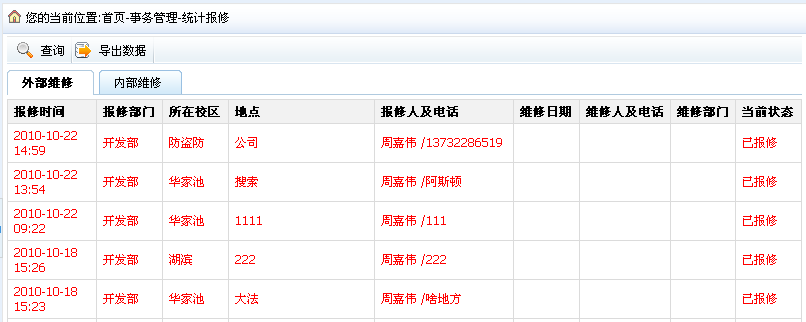 您的当前位置:首页-事务管理-统计报修
查询 导出数据
外部维修 内部维修
报修时间 报修部门 所在校区 地点 报修人及电话 维修日期 维修人及电话 维修部门 当前状态
2010-10-22 14:59 开发部 防盗防 公司 周嘉伟 /13732286519 已报修
2010-10-22 13:54 开发部 华家池 搜索 周嘉伟 /阿斯顿 已报修
2010-10-22 09:22 开发部 华家池 1111 周嘉伟 /111 已报修
2010-10-18 15:26 开发部 湖滨 222 周嘉伟 /222 已报修
2010-10-18 15:23 开发部 华家池 大法 周嘉伟 /啥地方 已报修